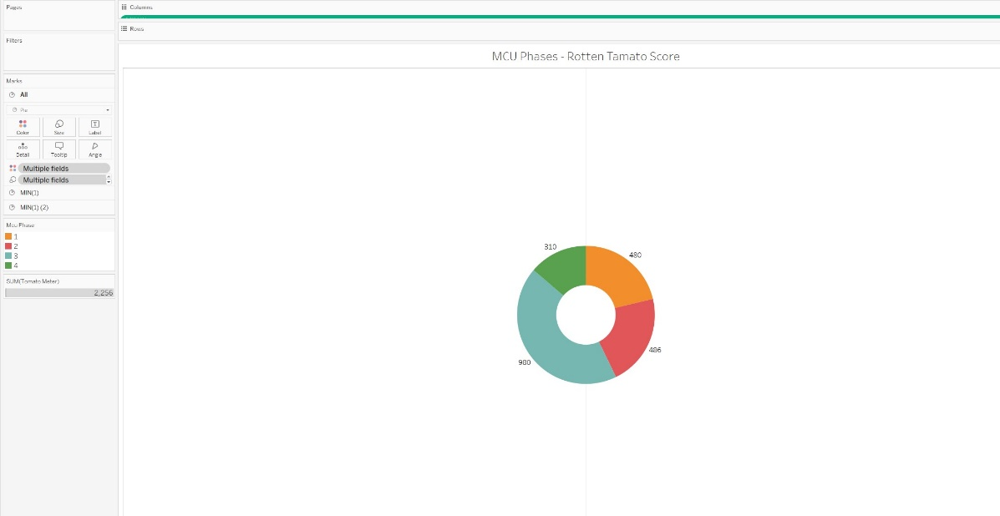 Pages
Columns
Rows
Filters
MCU Phases - Rotten Tamato Score
Marks
All
Pie
Color Size Label
Detail Tooltip Angle
Multiple fields
Multiple fields
MIN(1)
MIN(1) (2)
Mcu Phase
1
2
3
4
SUM(Tomato Meter)
2,256
310
480
486
980